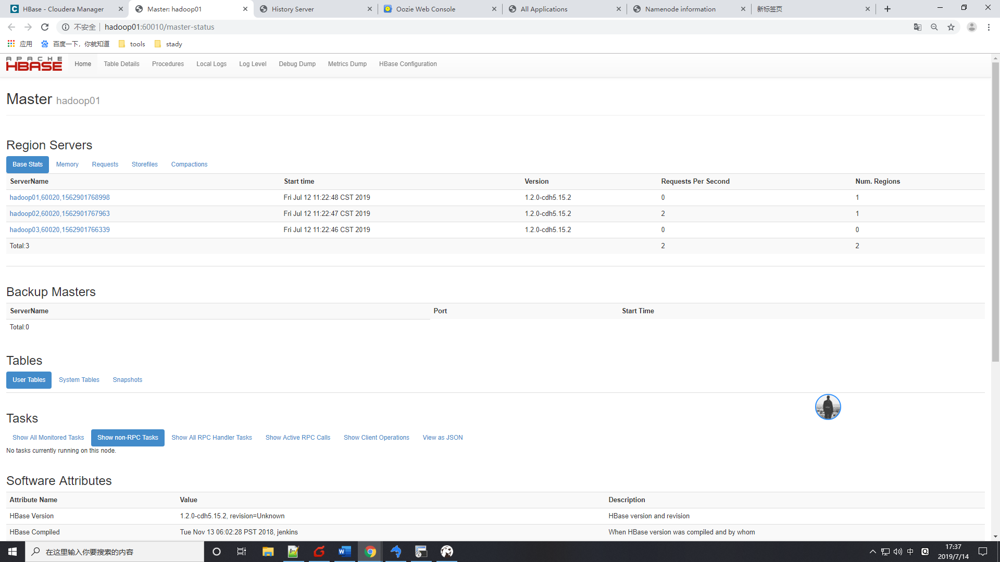 HBase - Cloudera Manager Master: hadoop01 History Server Oozie Web Console All Applications Namenode information 新标签页
不安全 hadoop01:60010/master-status
应用 百度一下，你就知道 tools stady
APACHE
HBASE Home Table Details Procedures Local Logs Log Level Debug Dump Metrics Dump HBase Configuration
Master hadoop01
Region Servers
Base Stats Memory Requests Storefiles Compactions
ServerName Start time Version Requests Per Second Num. Regions
hadoop01,60020,1562901768998 Fri Jul 12 11:22:48 CST 2019 1.2.0-cdh5.15.2 0 1
hadoop02,60020,1562901767963 Fri Jul 12 11:22:47 CST 2019 1.2.0-cdh5.15.2 2 1
hadoop03,60020,1562901766339 Fri Jul 12 11:22:46 CST 2019 1.2.0-cdh5.15.2 0 0
Total:3 2 2
Backup Masters
ServerName Port Start Time
Total:0
Tables
User Tables System Tables Snapshots
Tasks
Show All Monitored Tasks Show non-RPC Tasks Show All RPC Handler Tasks Show Active RPC Calls Show Client Operations View as JSON
No tasks currently running on this node.
Software Attributes
Attribute Name Value Description
HBase Version 1.2.0-cdh5.15.2, revision=Unknown HBase version and revision
HBase Compiled Tue Nov 13 06:02:28 PST 2018, jenkins When HBase version was compiled and by whom
在这里输入你要搜索的内容 中 17:37
2019/7/14